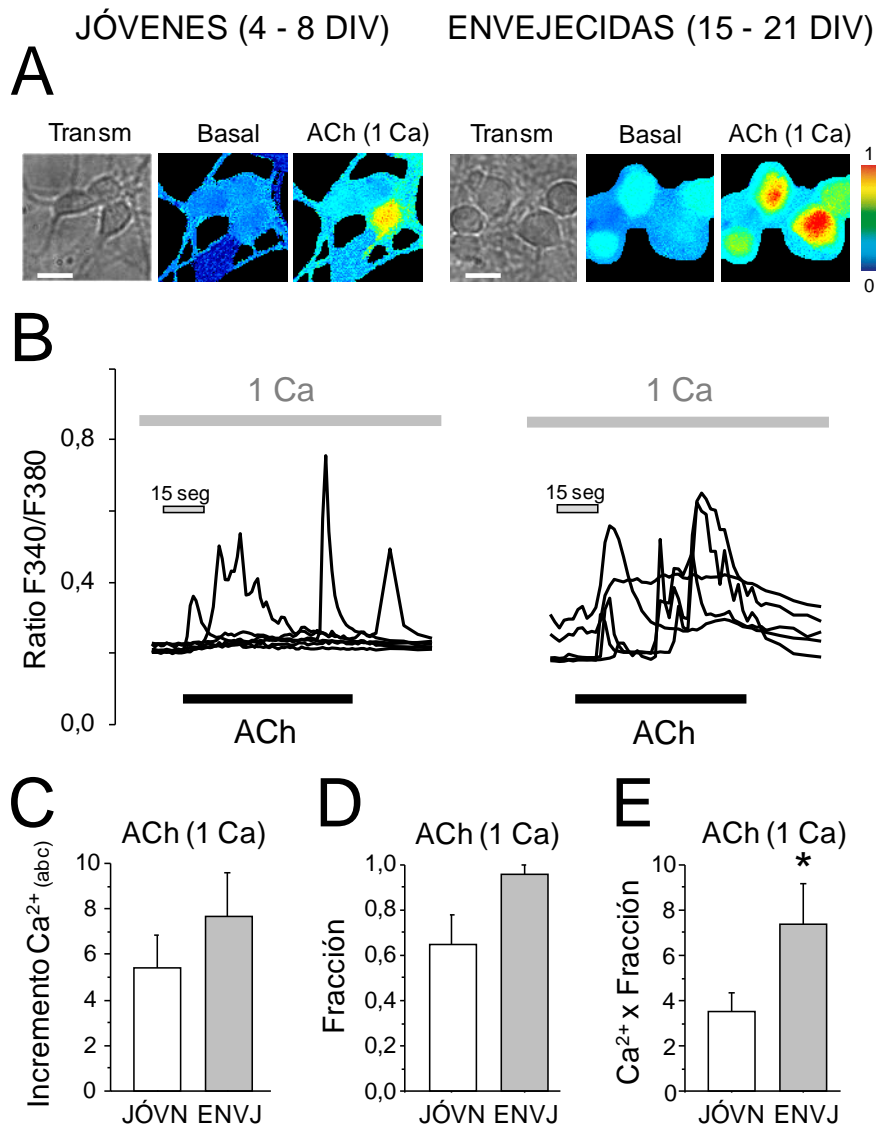 JÓVENES (4 - 8 DIV) ENVEJECIDAS (15 - 21 DIV)
A
Transm Basal ACh (1 Ca) Transm Basal ACh (1 Ca)
1
0
B
1 Ca 1 Ca
Ratio F340/F380
0,8
0,4
0,0
15 seg 15 seg
ACh ACh
C D E
ACh (1 Ca) ACh (1 Ca) ACh (1 Ca)
Incremento Ca²⁺ (abc)
10
8
6
4
2
0
JÓVN ENVJ
Fracción
1,0
0,8
0,6
0,4
0,2
0,0
JÓVN ENVJ
Ca²⁺ x Fracción
10
8
6
4
2
0
*
JÓVN ENVJ